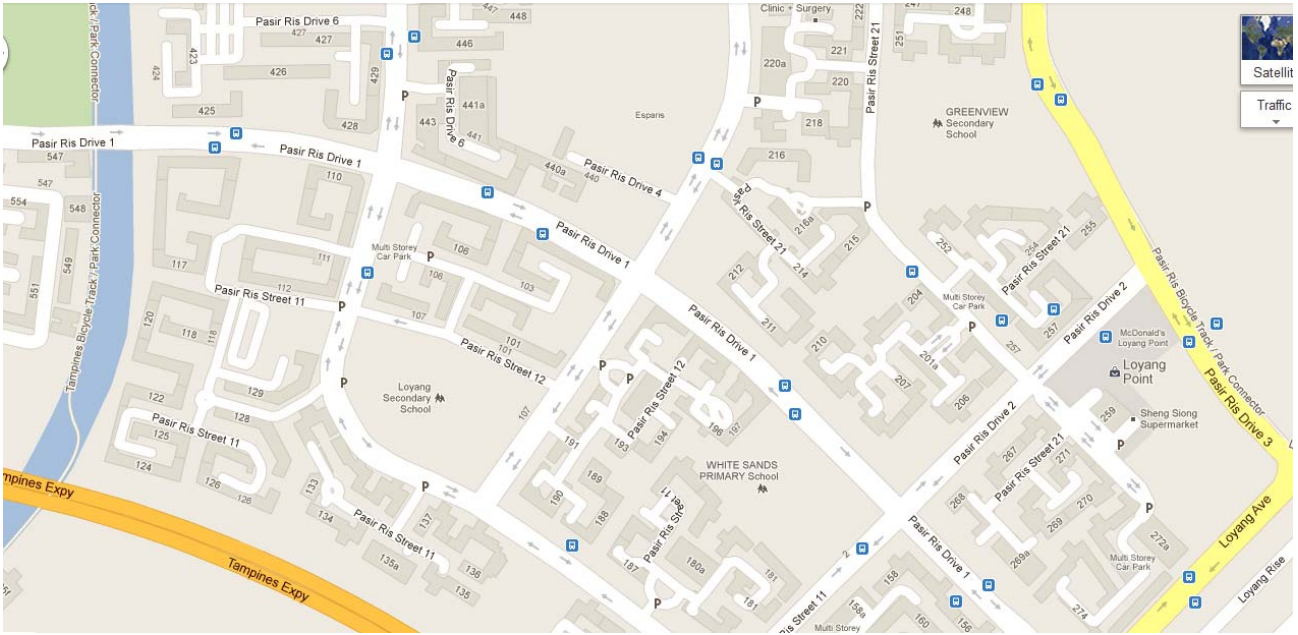 Pasir Ris Drive 6
427
427
423
424
426
425
429
428
447
448
446
441a
443
441
Pasir Ris Drive 6
Clinic + Surgery
222
221
220a
220
218
216
Pasir Ris Street 21
251
247
248
Satellit
Traffic
Esparis
GREENVIEW
Secondary
School
Tampines Bicycle Track / Park Connector
Pasir Ris Drive 1
Pasir Ris Drive 1
547
547
548
554
549
551
110
440a
440
Pasir Ris Drive 4
Pasir Ris Drive 1
117
111
112
Multi Storey
Car Park
106
106
103
Pasir Ris Street 11
107
101
101
Pasir Ris Street 12
120
118
118
129
128
122
125
124
126
126
Pasir Ris Street 11
Loyang
Secondary
School
107
Pasir Ris Street 21
216a
215
214
212
211
210
252
254
255
Pasir Ris Street 21
204
Multi Storey
Car Park
257
257
201a
207
206
Pasir Ris Drive 1
Pasir Ris Drive 2
McDonald's
Loyang Point
Loyang
Point
Sheng Siong
Supermarket
Pasir Ris Bicycle Track / Park Connector
Pasir Ris Drive 3
Pasir Ris Street 12
191
193
194
196
197
WHITE SANDS
PRIMARY School
189
190
188
Pasir Ris Street 11
187
180a
181
181
Pasir Ris Drive 2
259
267
271
Pasir Ris Street 21
268
270
269
269a
272a
Multi Storey
Car Park
274
Loyang Ave
Loyang Rise
mpines Expy
Tampines Expy
133
134
137
Pasir Ris Street 11
135a
136
135
2
Pasir Ris Drive 1
158
158a
160
156
Pasir Ris Street 11
Multi Storey
P
P
P
P
P
P
P
P
P
P
P
P
P